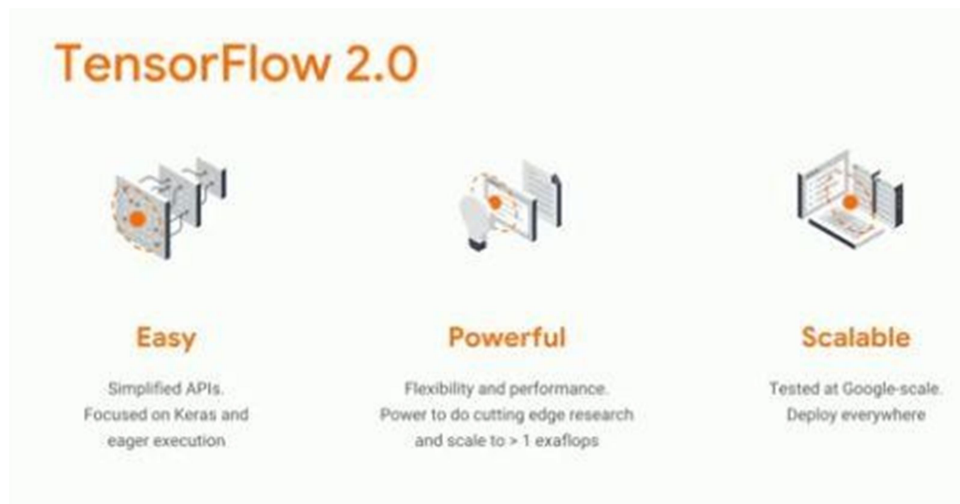 TensorFlow 2.0
Easy
Simplified APIs.
Focused on Keras and
eager execution
Powerful
Flexibility and performance.
Power to do cutting edge research
and scale to > 1 exaflops
Scalable
Tested at Google-scale.
Deploy everywhere